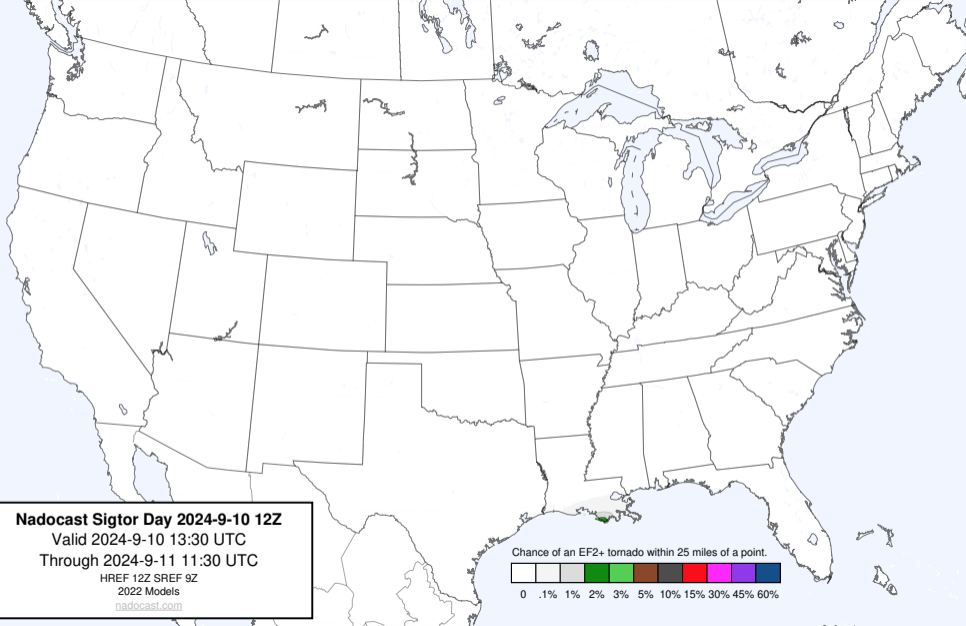 Nadocast Sigtor Day 2024-9-10 12Z
Valid 2024-9-10 13:30 UTC
Through 2024-9-11 11:30 UTC
HREF 12Z SREF 9Z
2022 Models
nadocast.com
Chance of an EF2+ tornado within 25 miles of a point.
0 .1% 1% 2% 3% 5% 10% 15% 30% 45% 60%